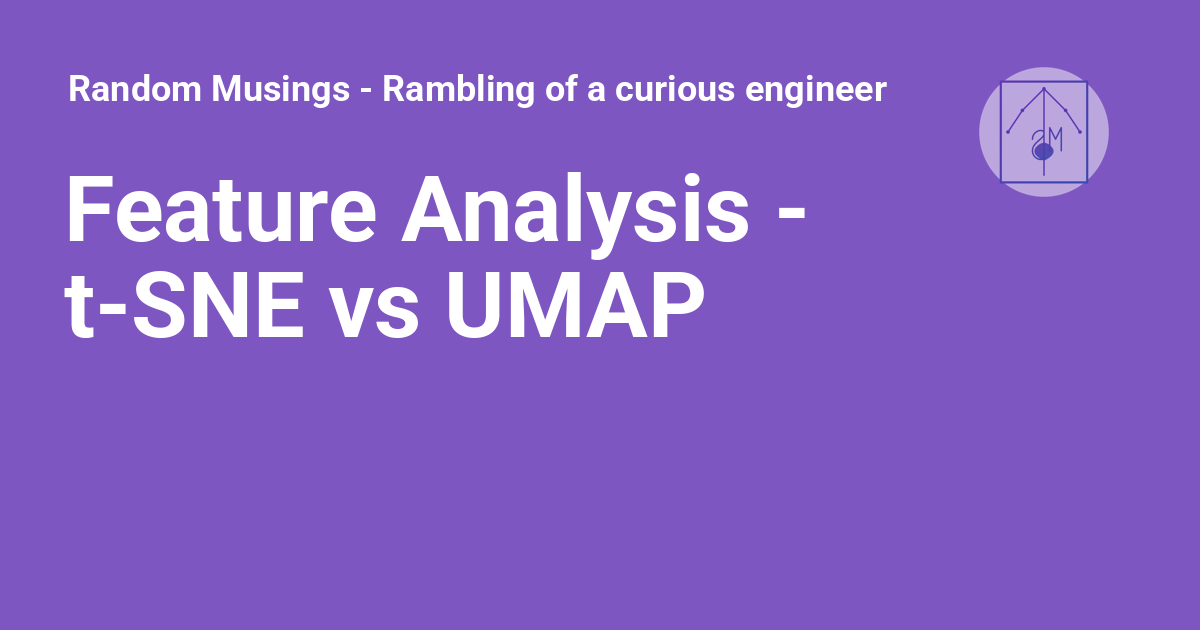 Random Musings - Rambling of a curious engineer
Feature Analysis -
t-SNE vs UMAP